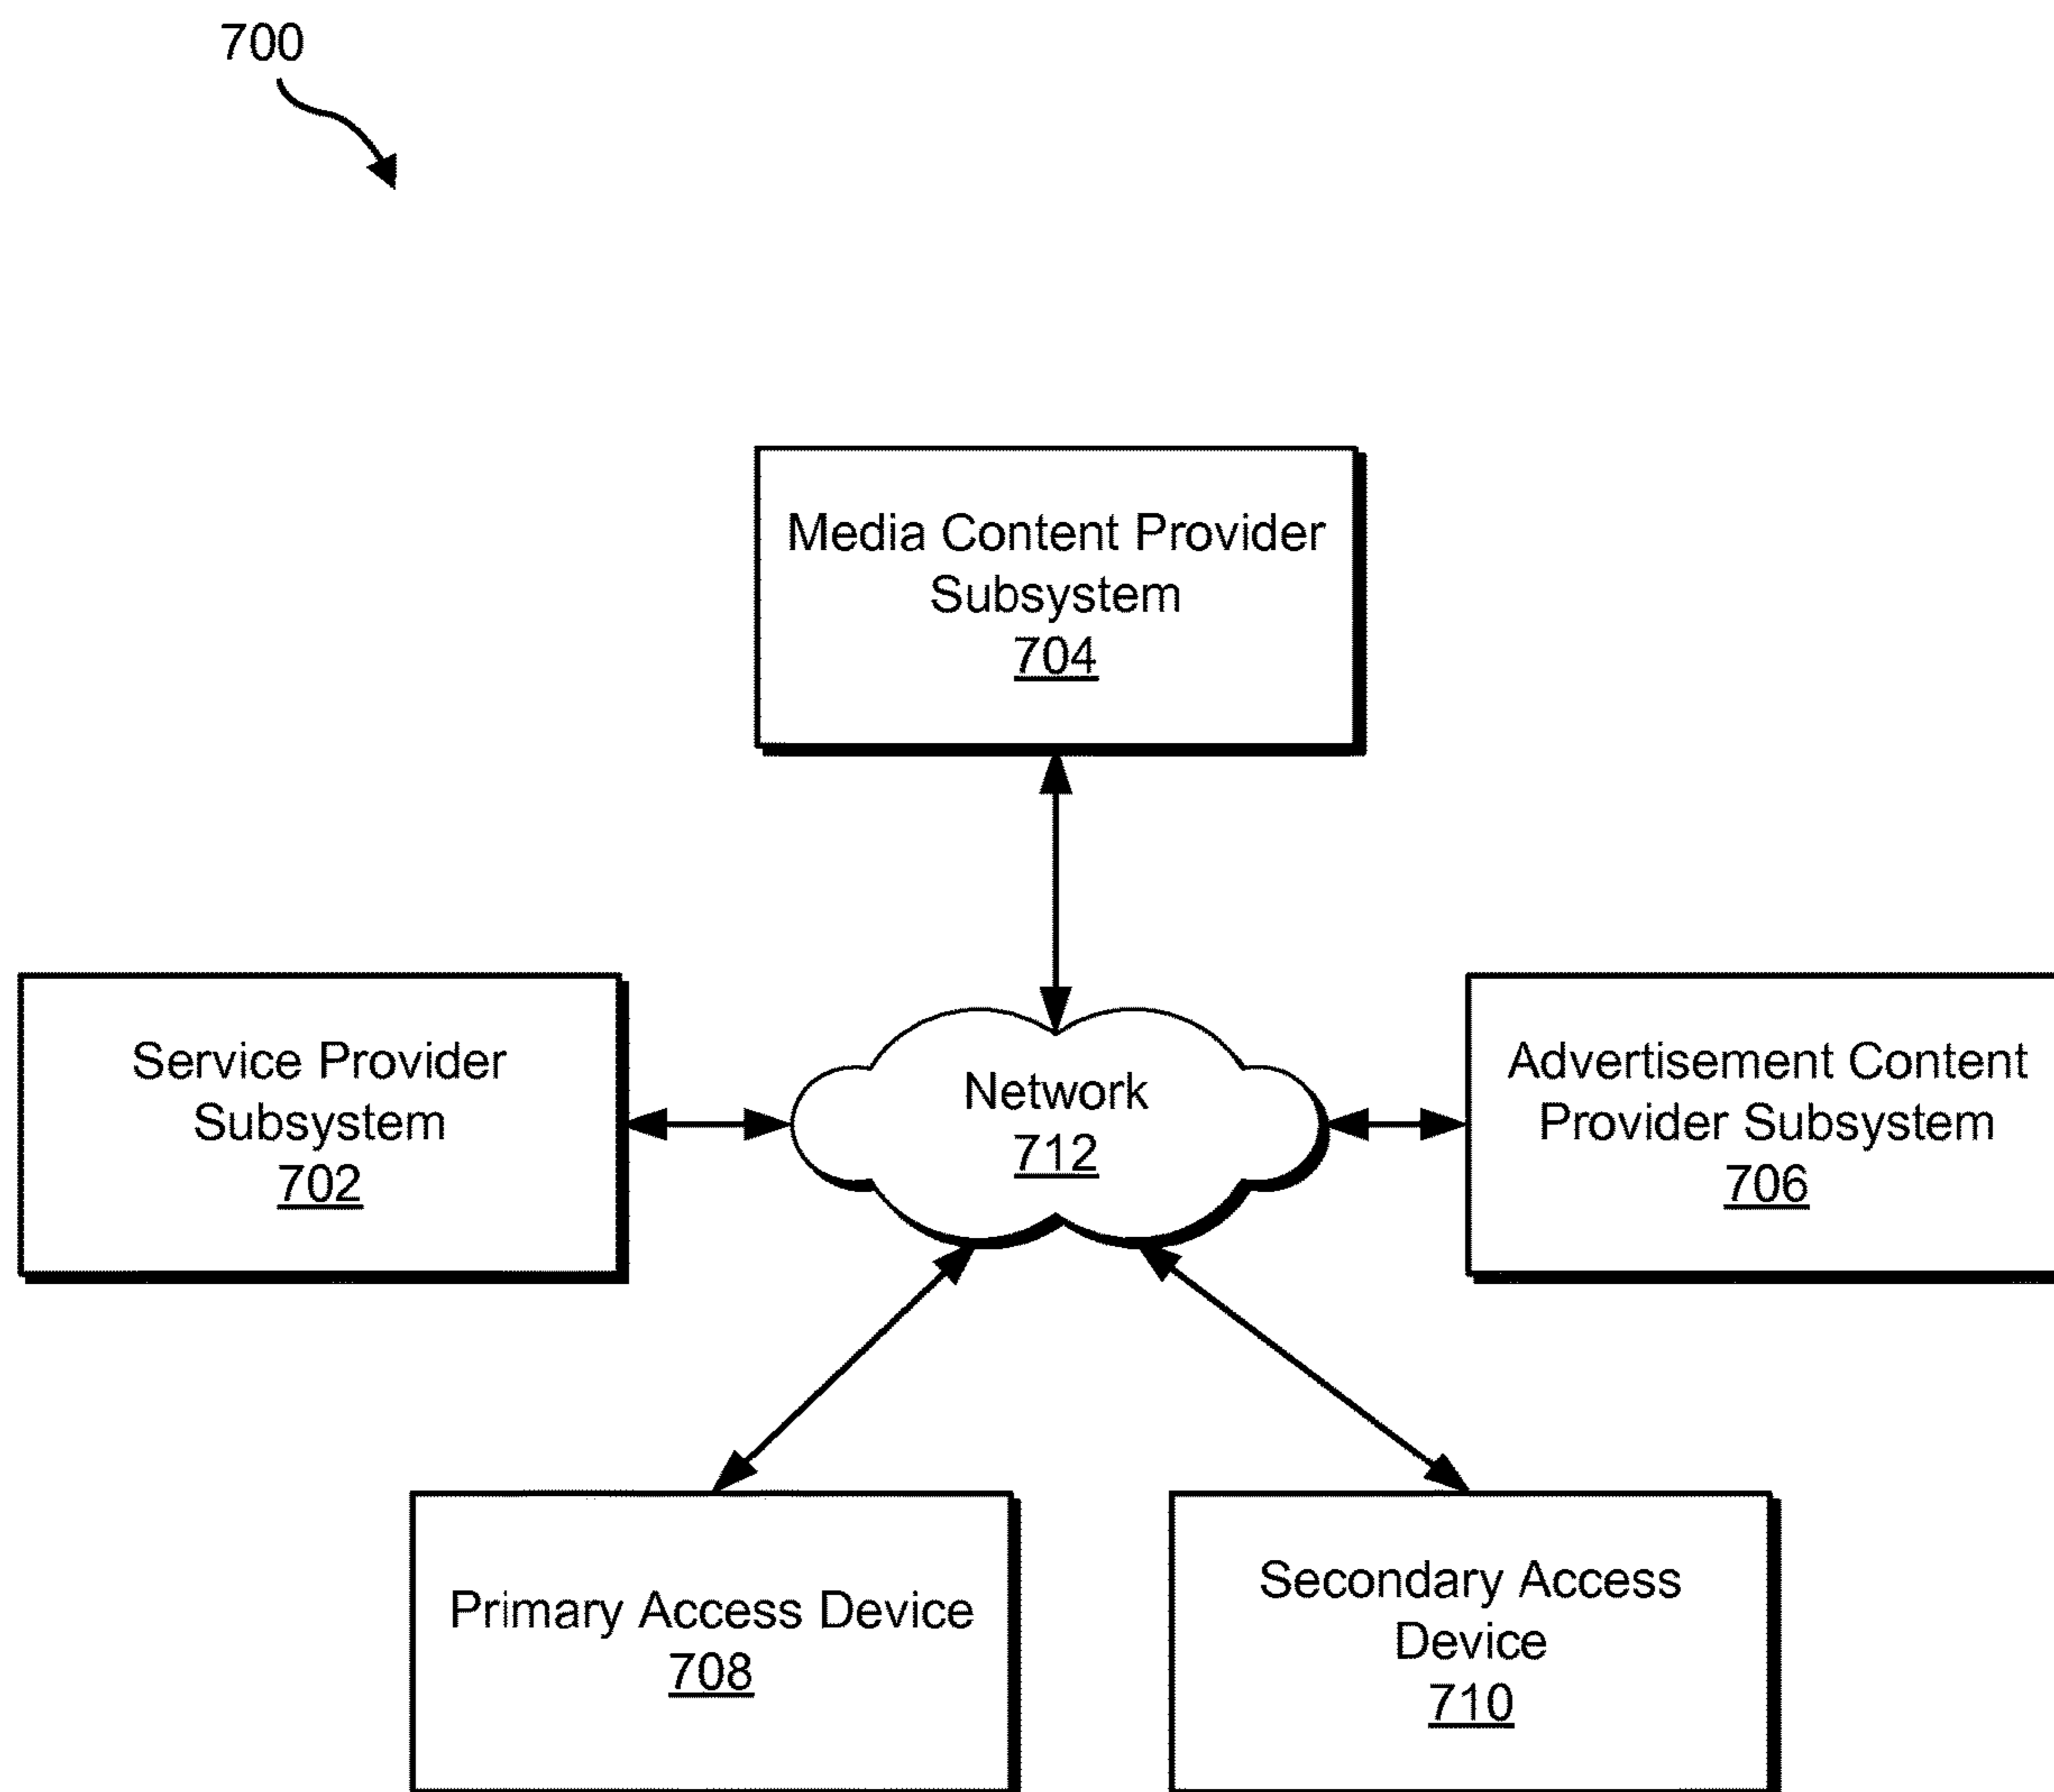 700
Media Content Provider
Subsystem
704
Service Provider
Subsystem
702
Network
712
Advertisement Content
Provider Subsystem
706
Primary Access Device
708
Secondary Access
Device
710